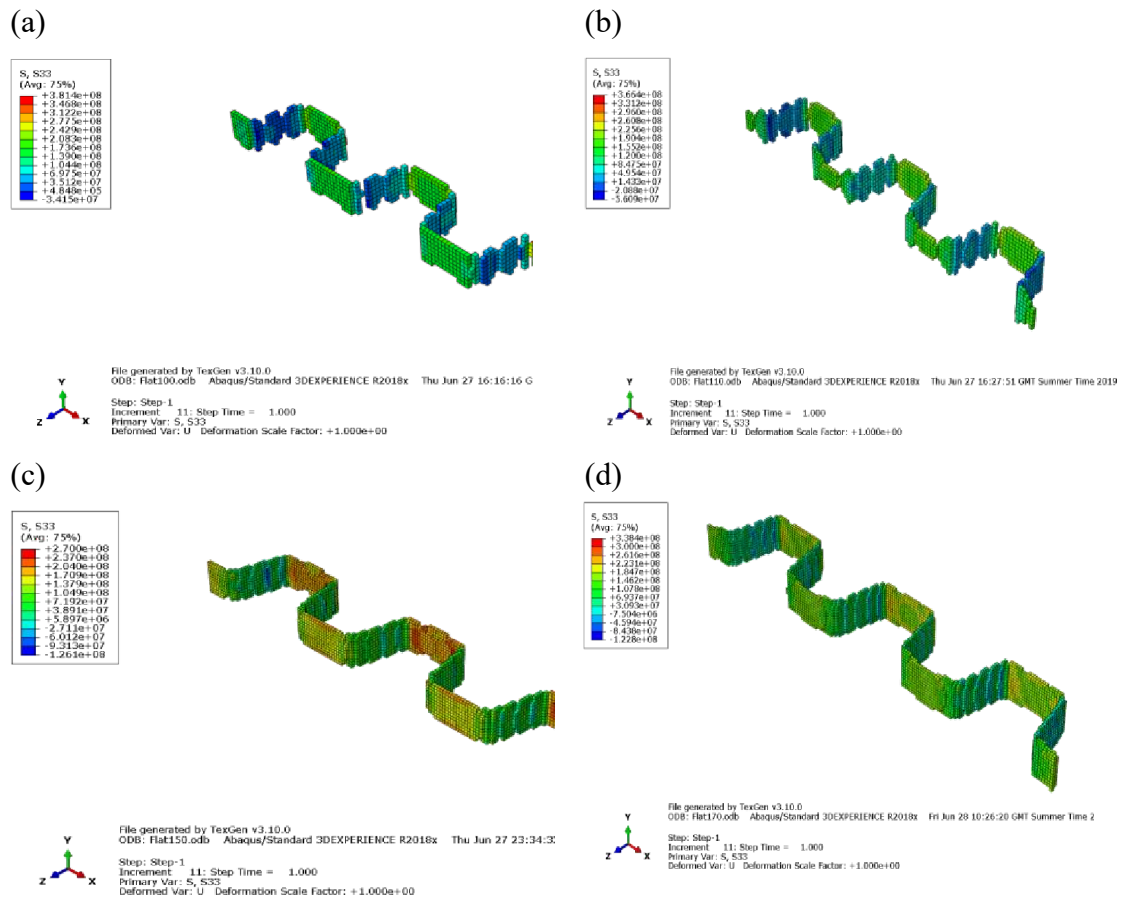 (a)
S, S33
(Avg: 75%)
+3.814e+08
+3.468e+08
+3.122e+08
+2.775e+08
+2.429e+08
+2.083e+08
+1.736e+08
+1.390e+08
+1.044e+08
+6.975e+07
+3.512e+07
+4.848e+05
-3.415e+07
Y
Z
X
File generated by TexGen v3.10.0
ODB: Flat100.odb Abaqus/Standard 3DEXPERIENCE R2018x Thu Jun 27 16:16:16 G
Step: Step-1
Increment 11: Step Time = 1.000
Primary Var: S, S33
Deformed Var: U Deformation Scale Factor: +1.000e+00
(b)
S, S33
(Avg: 75%)
+3.664e+08
+3.312e+08
+2.960e+08
+2.608e+08
+2.256e+08
+1.904e+08
+1.552e+08
+1.200e+08
+8.475e+07
+4.954e+07
+1.433e+07
-2.088e+07
-5.609e+07
Y
Z
X
File generated by TexGen v3.10.0
ODB: Flat110.odb Abaqus/Standard 3DEXPERIENCE R2018x Thu Jun 27 16:27:51 GMT Summer Time 2019
Step: Step-1
Increment 11: Step Time = 1.000
Primary Var: S, S33
Deformed Var: U Deformation Scale Factor: +1.000e+00
(c)
S, S33
(Avg: 75%)
+2.700e+08
+2.370e+08
+2.040e+08
+1.709e+08
+1.379e+08
+1.049e+08
+7.192e+07
+3.891e+07
+5.897e+06
-2.711e+07
-6.012e+07
-9.313e+07
-1.261e+08
Y
Z
X
File generated by TexGen v3.10.0
ODB: Flat150.odb Abaqus/Standard 3DEXPERIENCE R2018x Thu Jun 27 23:34:3
Step: Step-1
Increment 11: Step Time = 1.000
Primary Var: S, S33
Deformed Var: U Deformation Scale Factor: +1.000e+00
(d)
S, S33
(Avg: 75%)
+3.384e+08
+3.000e+08
+2.616e+08
+2.231e+08
+1.847e+08
+1.462e+08
+1.078e+08
+6.937e+07
+3.093e+07
-7.504e+06
-4.594e+07
-8.438e+07
-1.228e+08
Y
Z
X
File generated by TexGen v3.10.0
ODB: Flat170.odb Abaqus/Standard 3DEXPERIENCE R2018x Fri Jun 28 10:26:20 GMT Summer Time 2
Step: Step-1
Increment 11: Step Time = 1.000
Primary Var: S, S33
Deformed Var: U Deformation Scale Factor: +1.000e+00